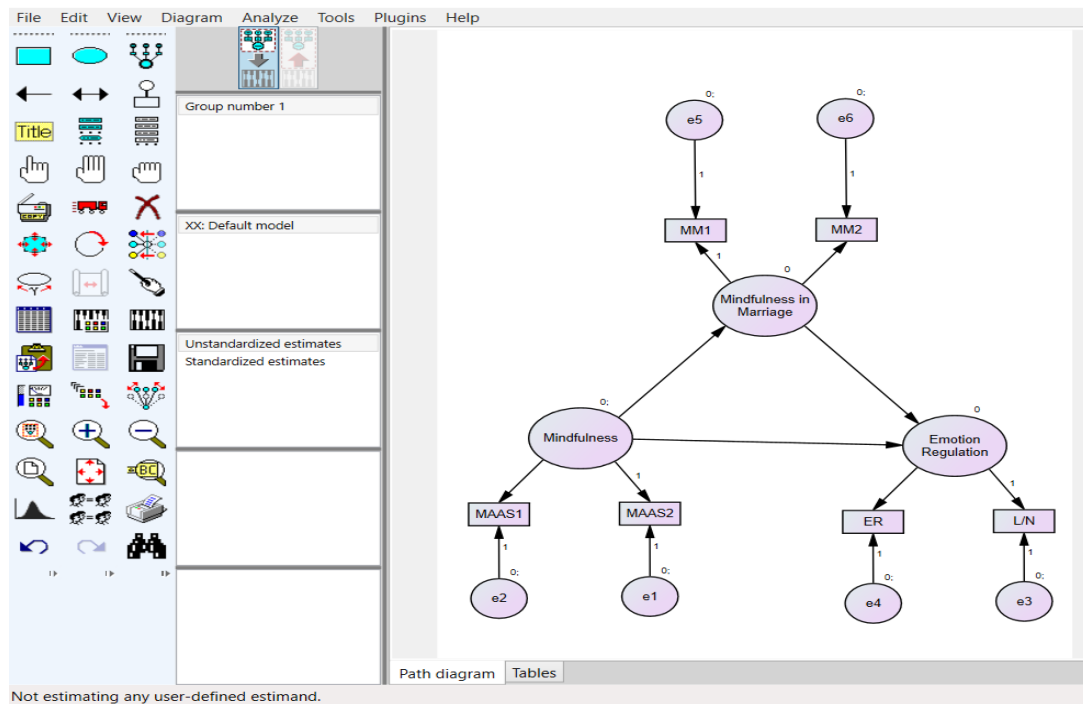 File Edit View Diagram Analyze Tools Plugins Help
Title
COPY
γ
BC
Group number 1
XX: Default model
Unstandardized estimates
Standardized estimates
0;
e5
0;
e6
1
1
MM1
MM2
1
0
Mindfulness in
Marriage
0;
Mindfulness
0
Emotion
Regulation
1
1
MAAS1
MAAS2
ER
L/N
1
1
1
1
0;
e2
0;
e1
0;
e4
0;
e3
Path diagram
Tables
Not estimating any user-defined estimand.